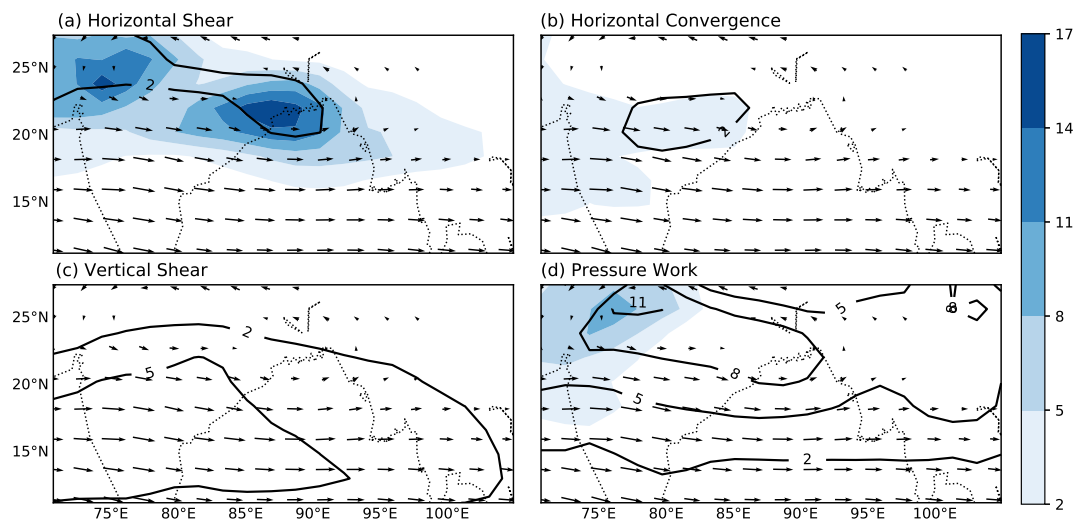 (a) Horizontal Shear
(b) Horizontal Convergence
17
14
11
8
5
2
25°N
20°N
15°N
2
2
(c) Vertical Shear
(d) Pressure Work
25°N
20°N
15°N
2
5
11
5
8
8
5
2
75°E 80°E 85°E 90°E 95°E 100°E
75°E 80°E 85°E 90°E 95°E 100°E